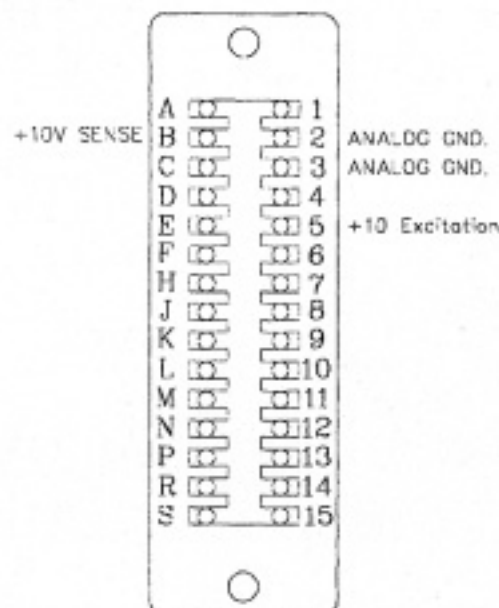 A 1
+10V SENSE B 2 ANALOG GND.
C 3 ANALOG GND.
D 4
E 5 +10 Excitation
F 6
H 7
J 8
K 9
L 10
M 11
N 12
P 13
R 14
S 15